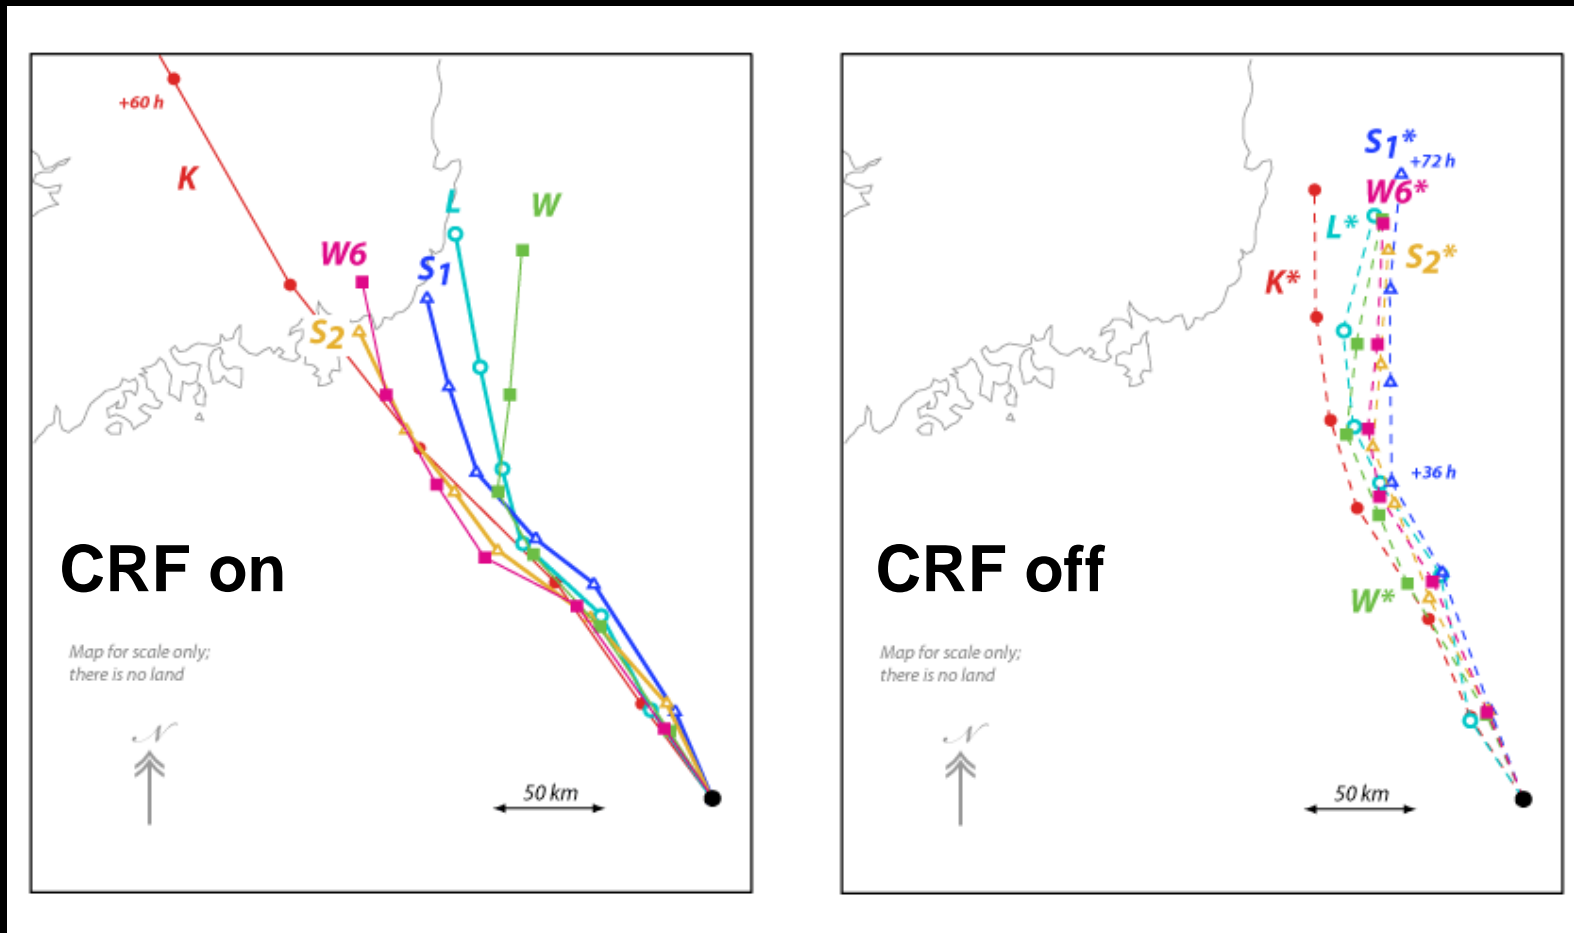 +60 h
K
L
W
W6
S1
S2
CRF on
Map for scale only;
there is no land
N
50 km
S1*
+72 h
W6*
L*
S2*
K*
+36 h
CRF off
W*
Map for scale only;
there is no land
N
50 km